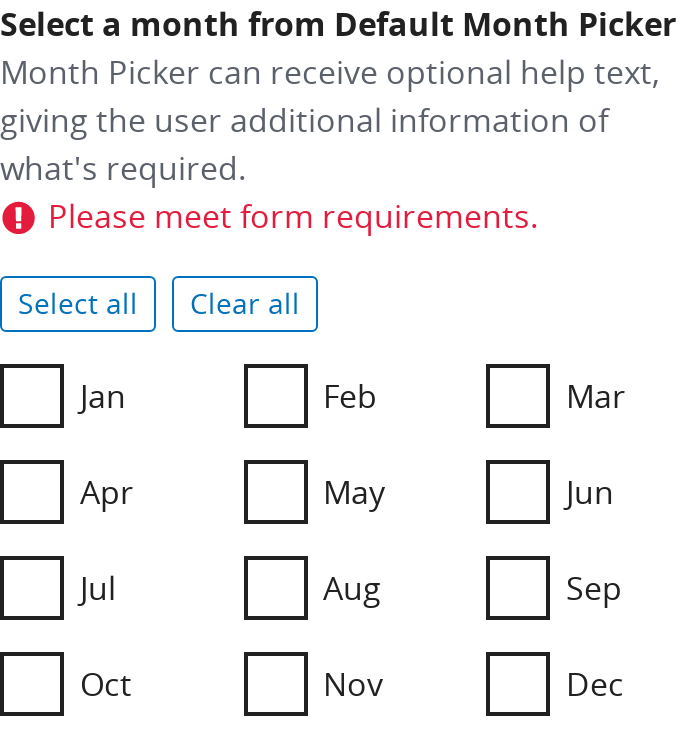 Select a month from Default Month Picker
Month Picker can receive optional help text,
giving the user additional information of
what's required.
Please meet form requirements.
Select all Clear all
Jan Feb Mar
Apr May Jun
Jul Aug Sep
Oct Nov Dec